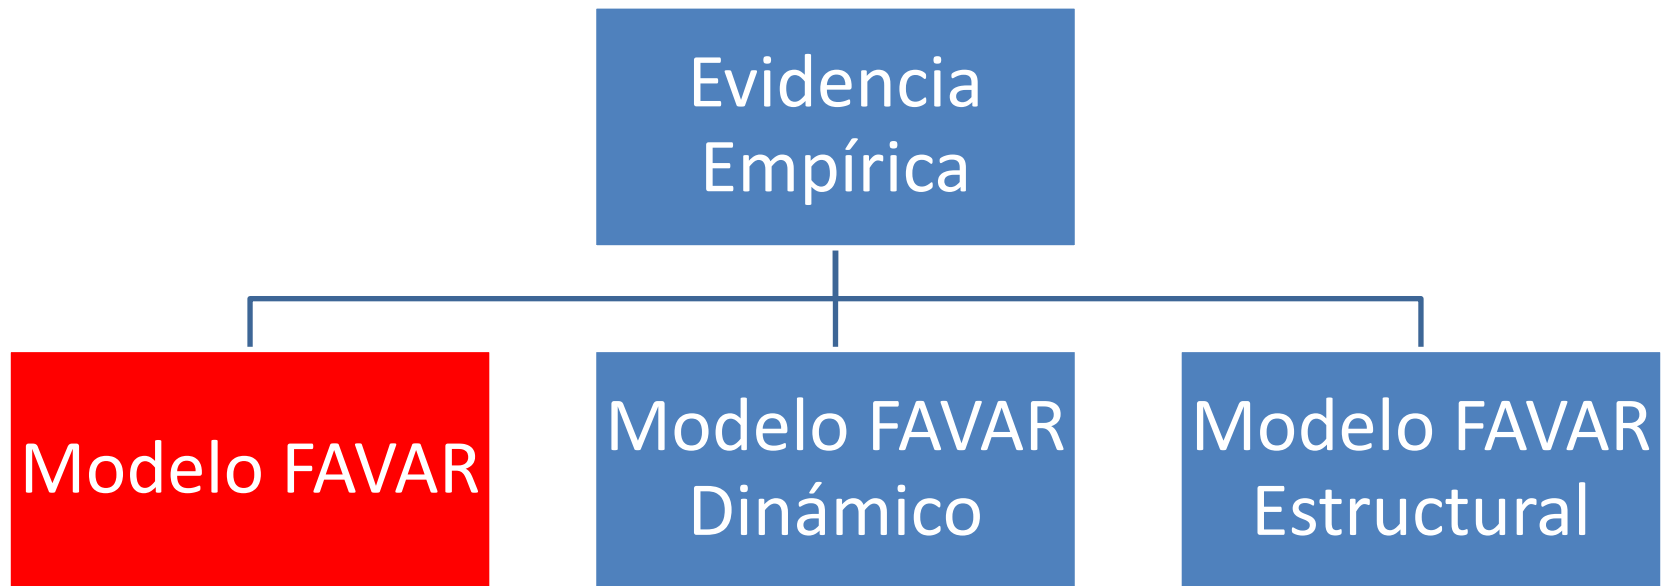 Evidencia
Empírica
Modelo FAVAR
Modelo FAVAR
Dinámico
Modelo FAVAR
Estructural